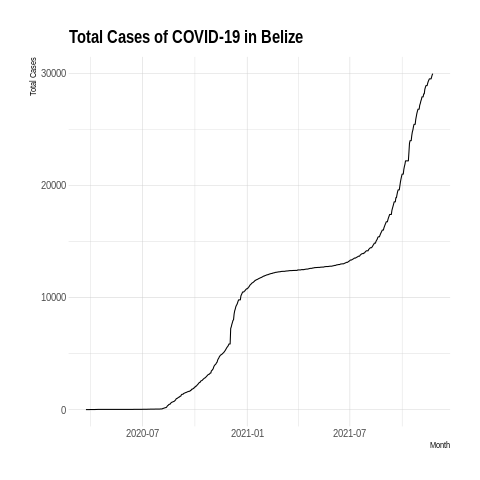 Total Cases of COVID-19 in Belize
Total Cases
30000
20000
10000
0
2020-07
2021-01
2021-07
Month